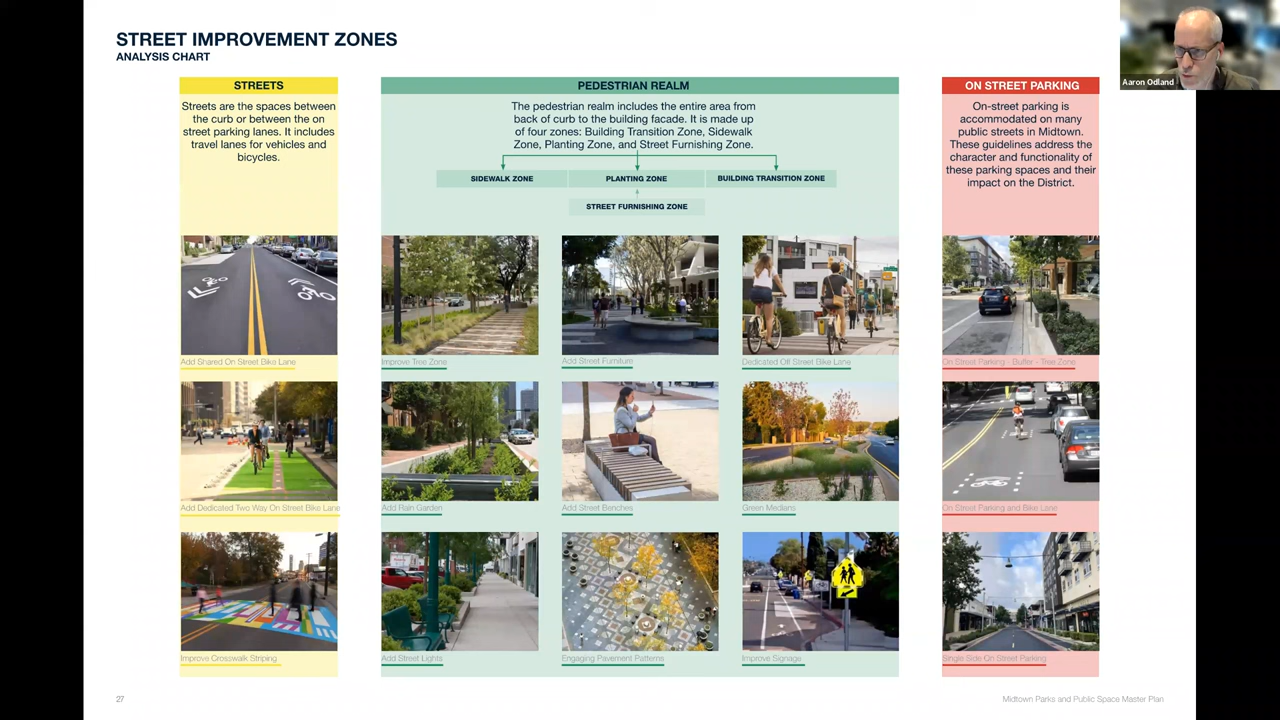 STREET IMPROVEMENT ZONES
ANALYSIS CHART
Aaron Odland
STREETS
Streets are the spaces between
the curb or between the on
street parking lanes. It includes
travel lanes for vehicles and
bicycles.
Add Shared On Street Bike Lane
Add Dedicated Two Way On Street Bike Lane
Improve Crosswalk Striping
PEDESTRIAN REALM
The pedestrian realm includes the entire area from
back of curb to the building facade. It is made up
of four zones: Building Transition Zone, Sidewalk
Zone, Planting Zone, and Street Furnishing Zone.
SIDEWALK ZONE
PLANTING ZONE
BUILDING TRANSITION ZONE
STREET FURNISHING ZONE
Improve Tree Zone
Add Street Furniture
Dedicated Off Street Bike Lane
Add Rain Garden
Add Street Benches
Green Medians
Add Street Lights
Engaging Pavement Patterns
Improve Signage
ON STREET PARKING
On-street parking is
accommodated on many
public streets in Midtown.
These guidelines address the
character and functionality of
these parking spaces and their
impact on the District.
On Street Parking - Buffer - Tree Zone
On Street Parking and Bike Lane
Single Side On Street Parking
27
Midtown Parks and Public Space Master Plan